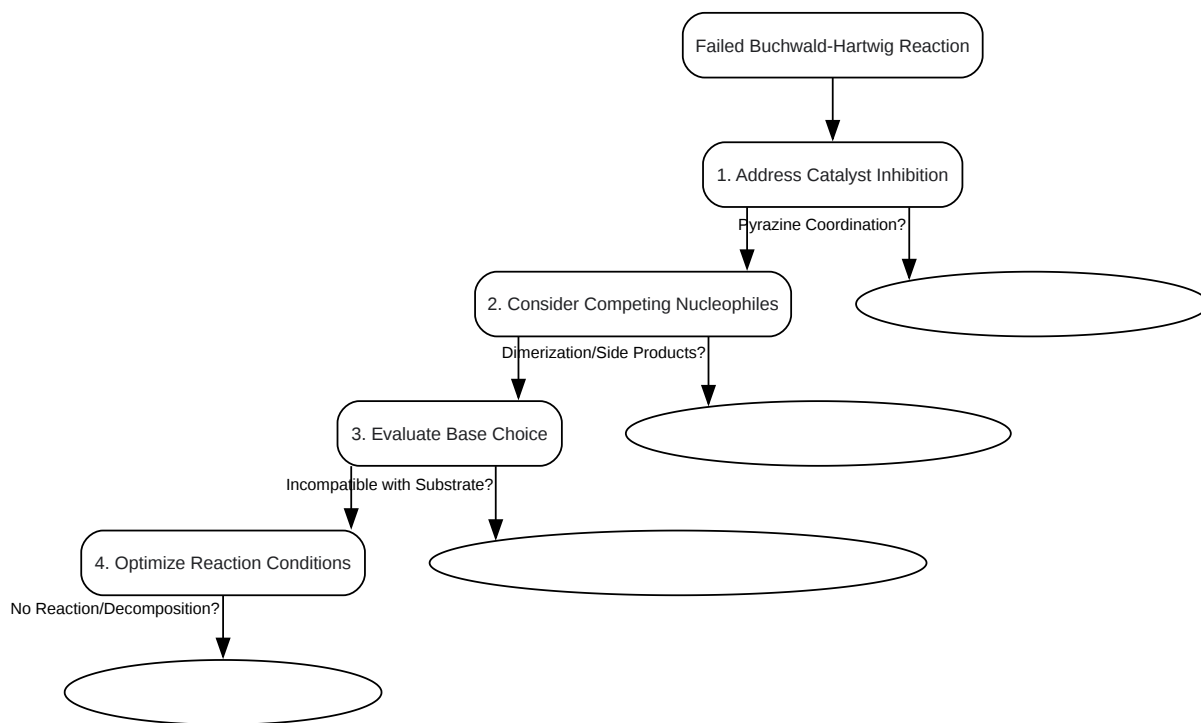 Failed Buchwald-Hartwig Reaction
1. Address Catalyst Inhibition
Pyrazine Coordination?
2. Consider Competing Nucleophiles
Dimerization/Side Products?
3. Evaluate Base Choice
Incompatible with Substrate?
4. Optimize Reaction Conditions
No Reaction/Decomposition?